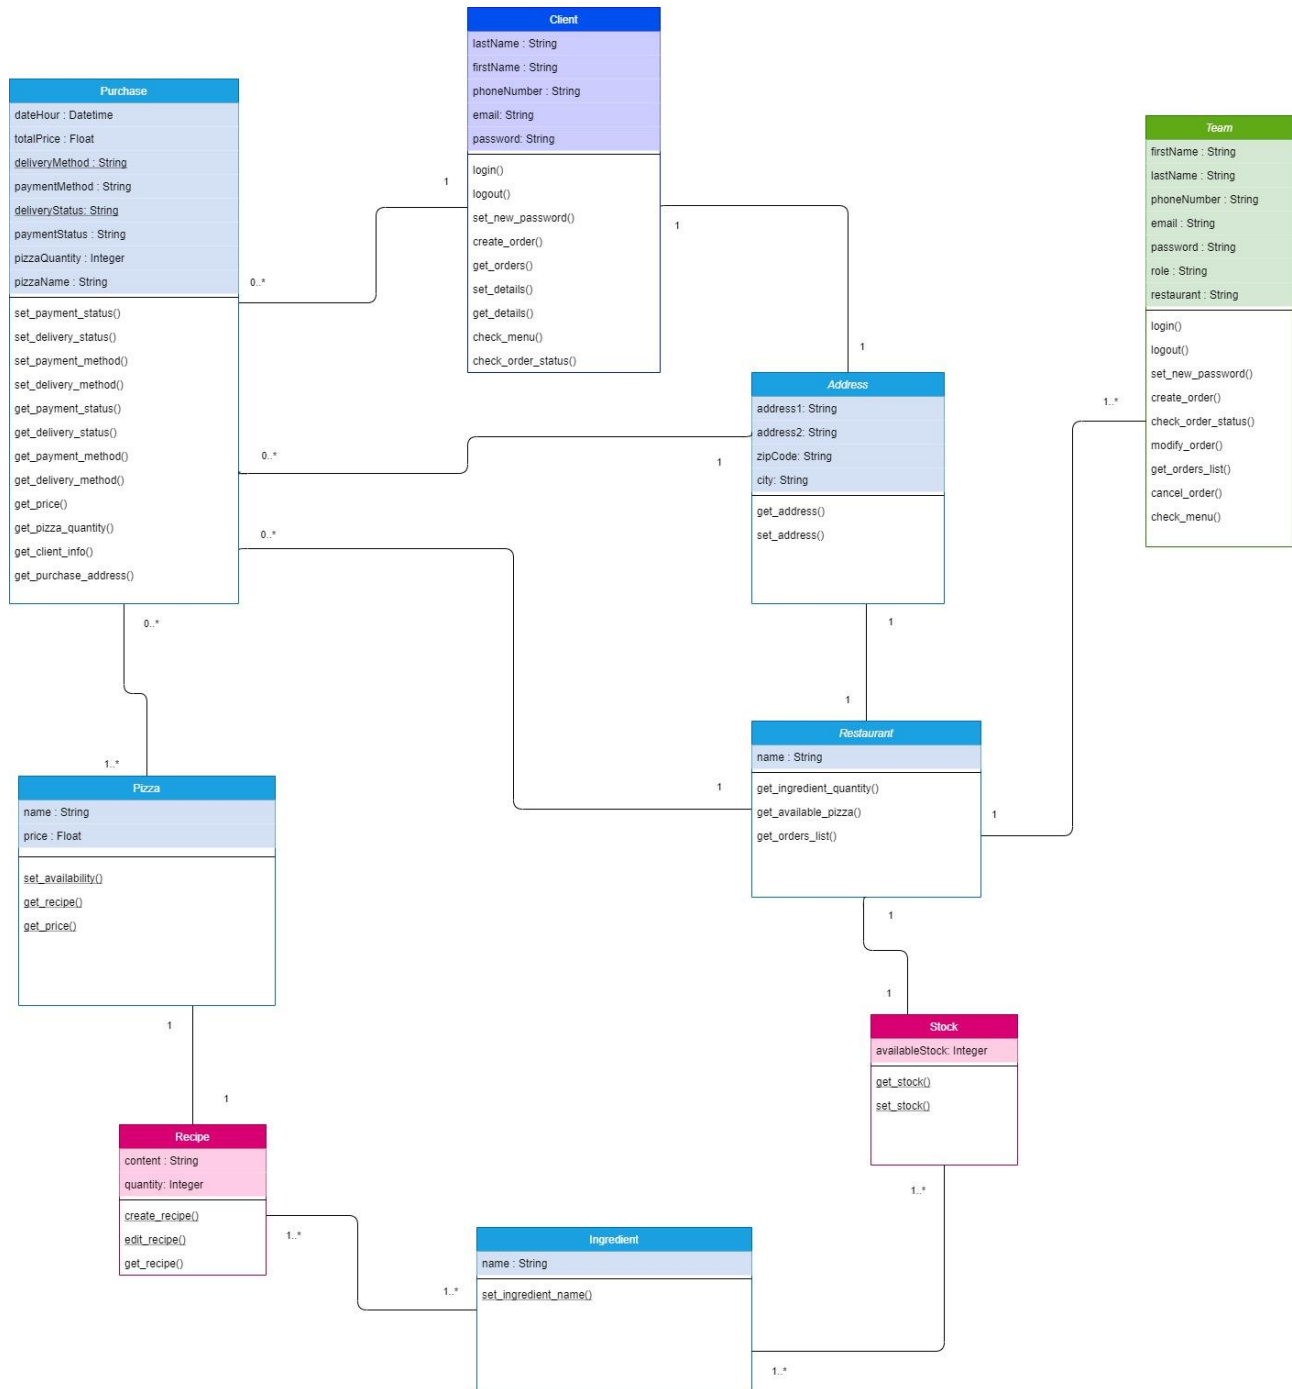 Client
lastName : String
firstName : String
phoneNumber : String
email: String
password: String
login()
logout()
set_new_password()
create_order()
get_orders()
set_details()
get_details()
check_menu()
check_order_status()
Purchase
dateHour : Datetime
totalPrice : Float
deliveryMethod : String
paymentMethod : String
deliveryStatus: String
paymentStatus : String
pizzaQuantity : Integer
pizzaName : String
set_payment_status()
set_delivery_status()
set_payment_method()
set_delivery_method()
get_payment_status()
get_delivery_status()
get_payment_method()
get_delivery_method()
get_price()
get_pizza_quantity()
get_client_info()
get_purchase_address()
Team
firstName : String
lastName : String
phoneNumber : String
email : String
password : String
role : String
restaurant : String
login()
logout()
set_new_password()
create_order()
check_order_status()
modify_order()
get_orders_list()
cancel_order()
check_menu()
1
0..*
1
1
Address
address1: String
address2: String
zipCode: String
city: String
get_address()
set_address()
1..*
0..*
1
0..*
1
1
1
1
Restaurant
name : String
get_ingredient_quantity()
get_available_pizza()
get_orders_list()
0..*
1..*
Pizza
name : String
price : Float
set_availability()
get_recipe()
get_price()
1
1
Stock
availableStock: Integer
get_stock()
set_stock()
1
1
Recipe
content : String
quantity: Integer
create_recipe()
edit_recipe()
get_recipe()
1..*
1..*
1..*
Ingredient
name : String
set_ingredient_name()
1..*